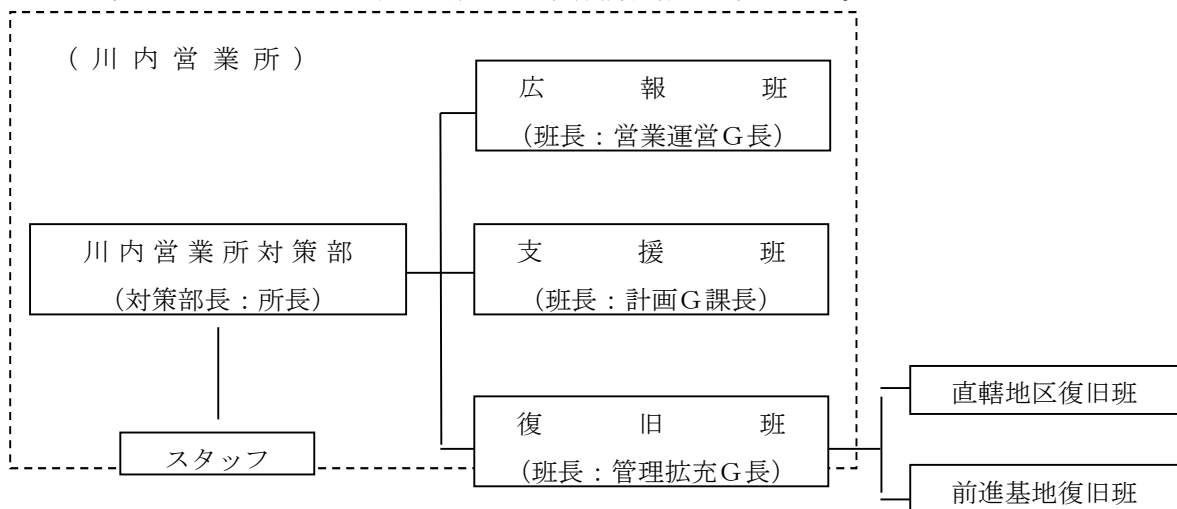 (川内営業所)
広報班
(班長:営業運営G長)
川内営業所対策部
(対策部長:所長)
支援班
(班長:計画G課長)
直轄地区復旧班
復旧班
(班長:管理拡充G長)
スタッフ
前進基地復旧班